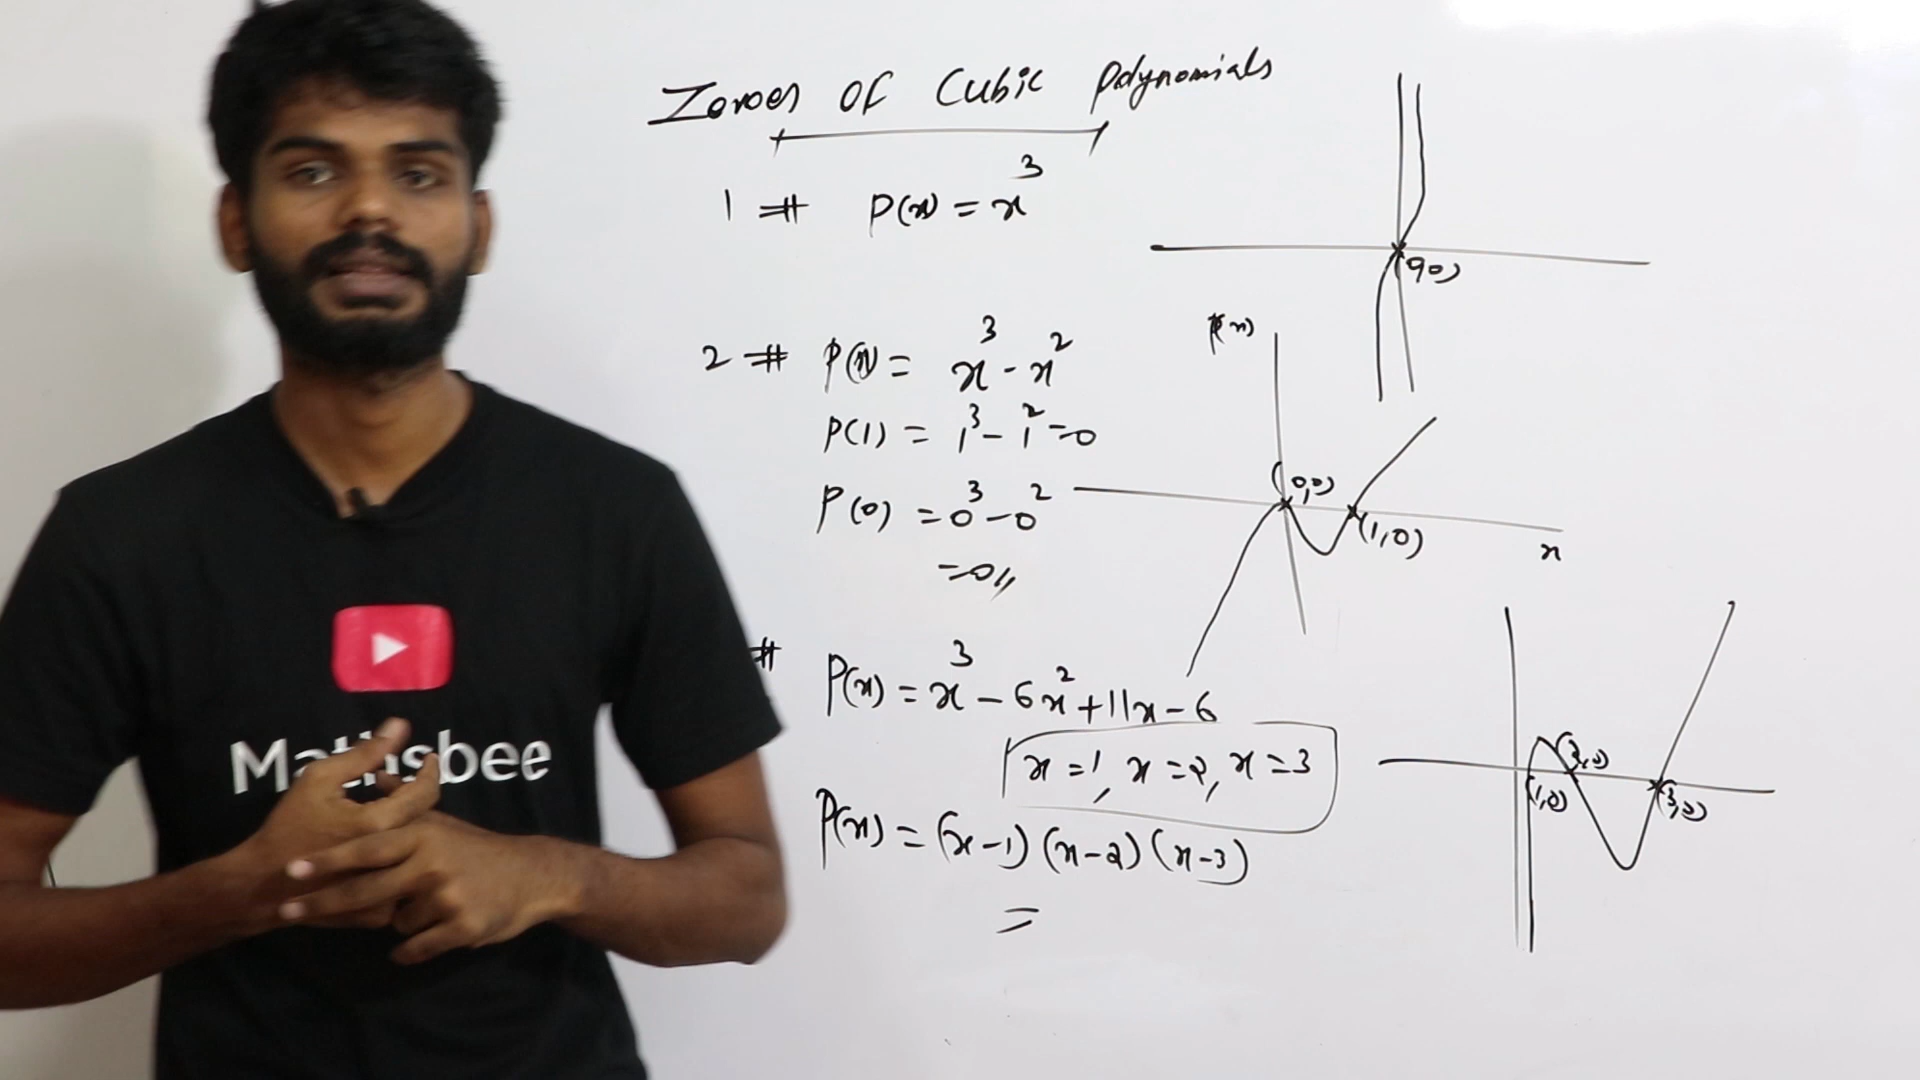 Zeroes OF Cubic Polynomials
1 # P(x) = x³
(0,0)
2 # P(x) = x³ - x²
P(1) = 1³ - 1² = 0
P(0) = 0³ - 0²
= 0//
P(x)
(0,0)
(1,0)
x
# P(x) = x³ - 6x² + 11x - 6
x = 1, x = 2, x = 3
P(x) = (x-1) (x-2) (x-3)
=
(1,0)
(3,0)
Mathsbee